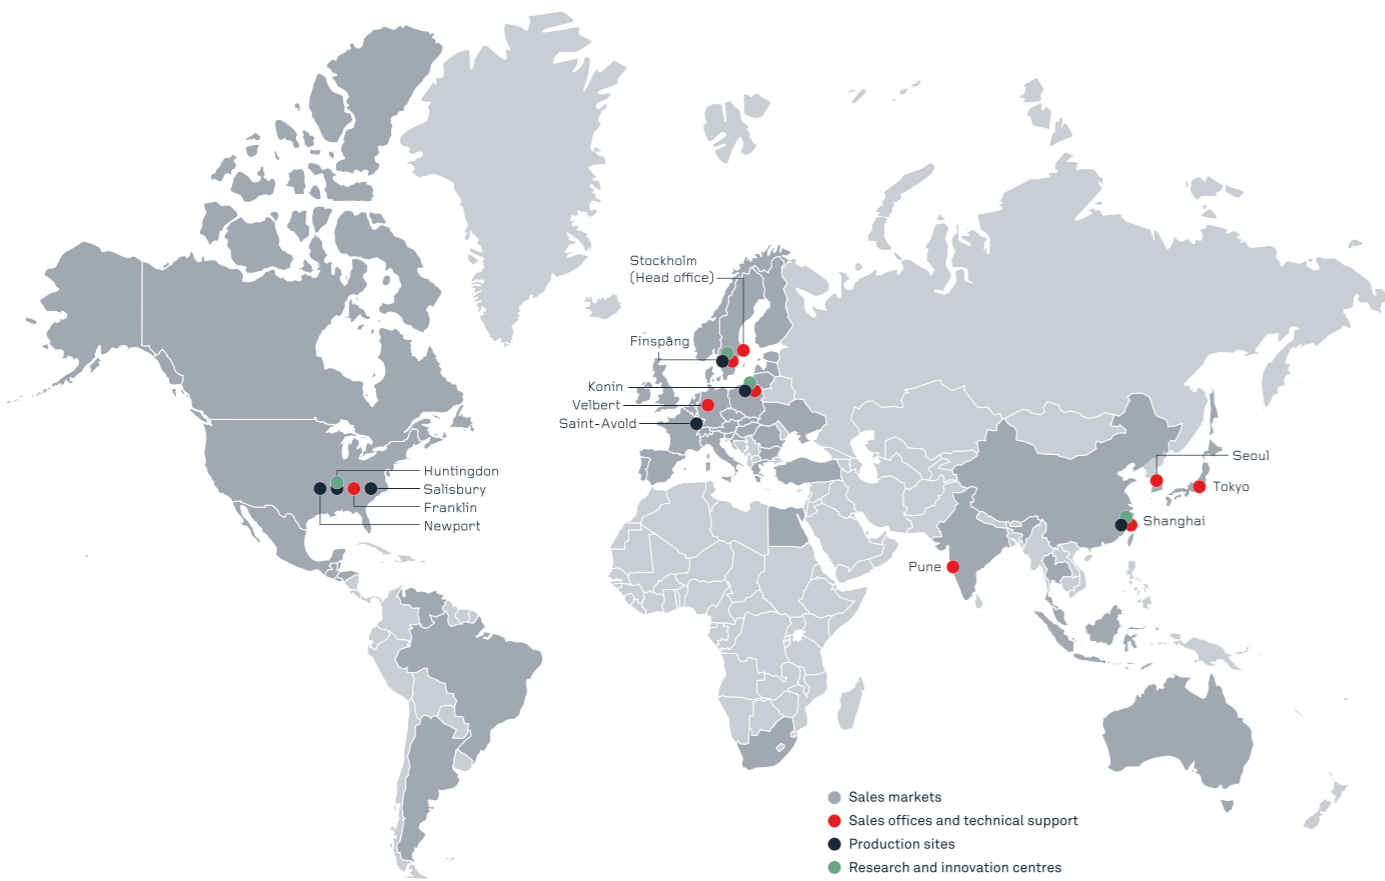 Stockholm
(Head office)
Finspång
Konin
Velbert
Saint-Avold
Huntingdon
Salisbury
Franklin
Newport
Seoul
Tokyo
Shanghai
Pune
Sales markets
Sales offices and technical support
Production sites
Research and innovation centres